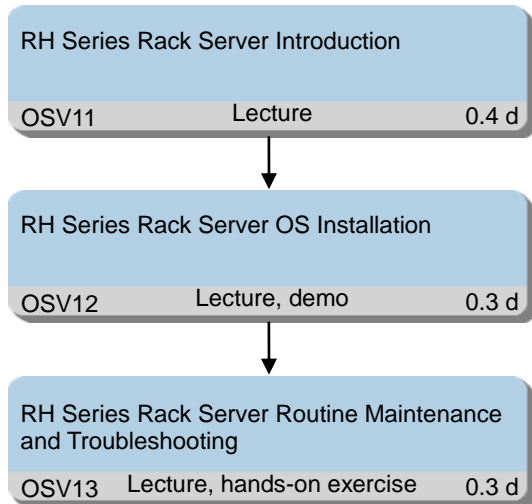 RH Series Rack Server Introduction
OSV11 Lecture 0.4 d
RH Series Rack Server OS Installation
OSV12 Lecture, demo 0.3 d
RH Series Rack Server Routine Maintenance
and Troubleshooting
OSV13 Lecture, hands-on exercise 0.3 d